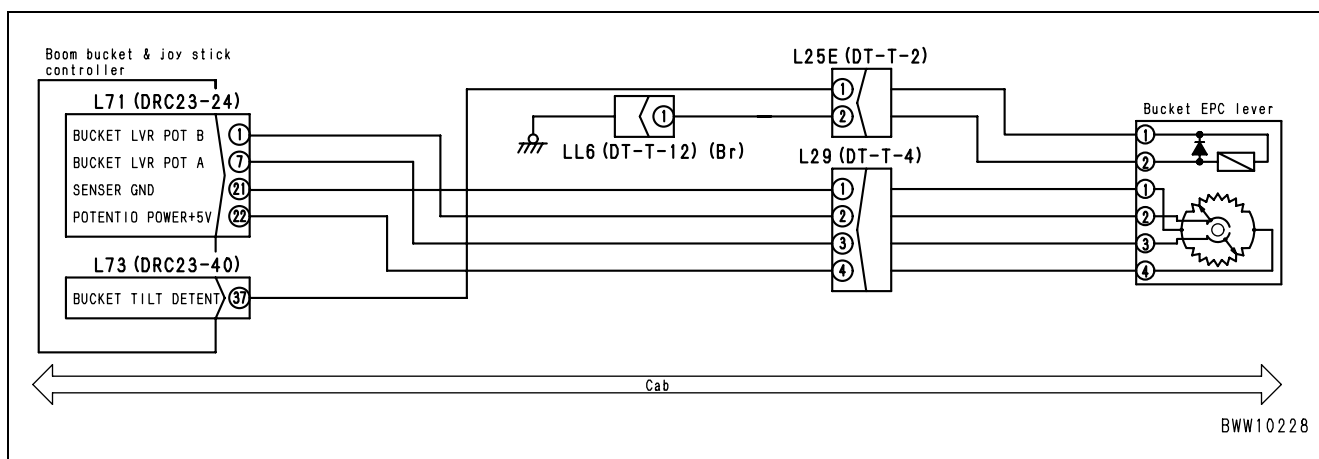 Boom bucket & joy stick
controller
L71 (DRC23-24)
BUCKET LVR POT B 1
BUCKET LVR POT A 7
SENSER GND 21
POTENTIO POWER+5V 22
L73 (DRC23-40)
BUCKET TILT DETENT 37
1
LL6 (DT-T-12) (Br)
L25E (DT-T-2)
1
2
L29 (DT-T-4)
1
2
3
4
Bucket EPC lever
1
2
1
2
3
4
Cab
BWW10228